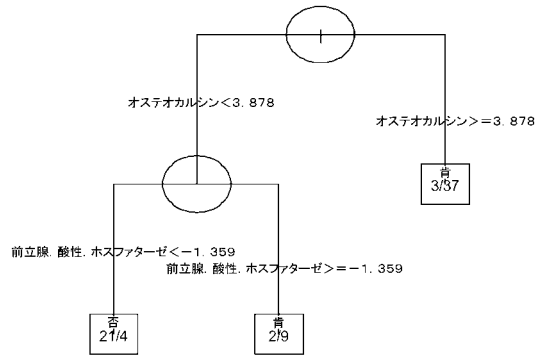 オステオカルシン<3. 878
オステオカルシン>=3. 878
肯
3/37
前立腺. 酸性. ホスファターゼ<-1. 359
前立腺. 酸性. ホスファターゼ>=-1. 359
否
21/4
肯
2/9